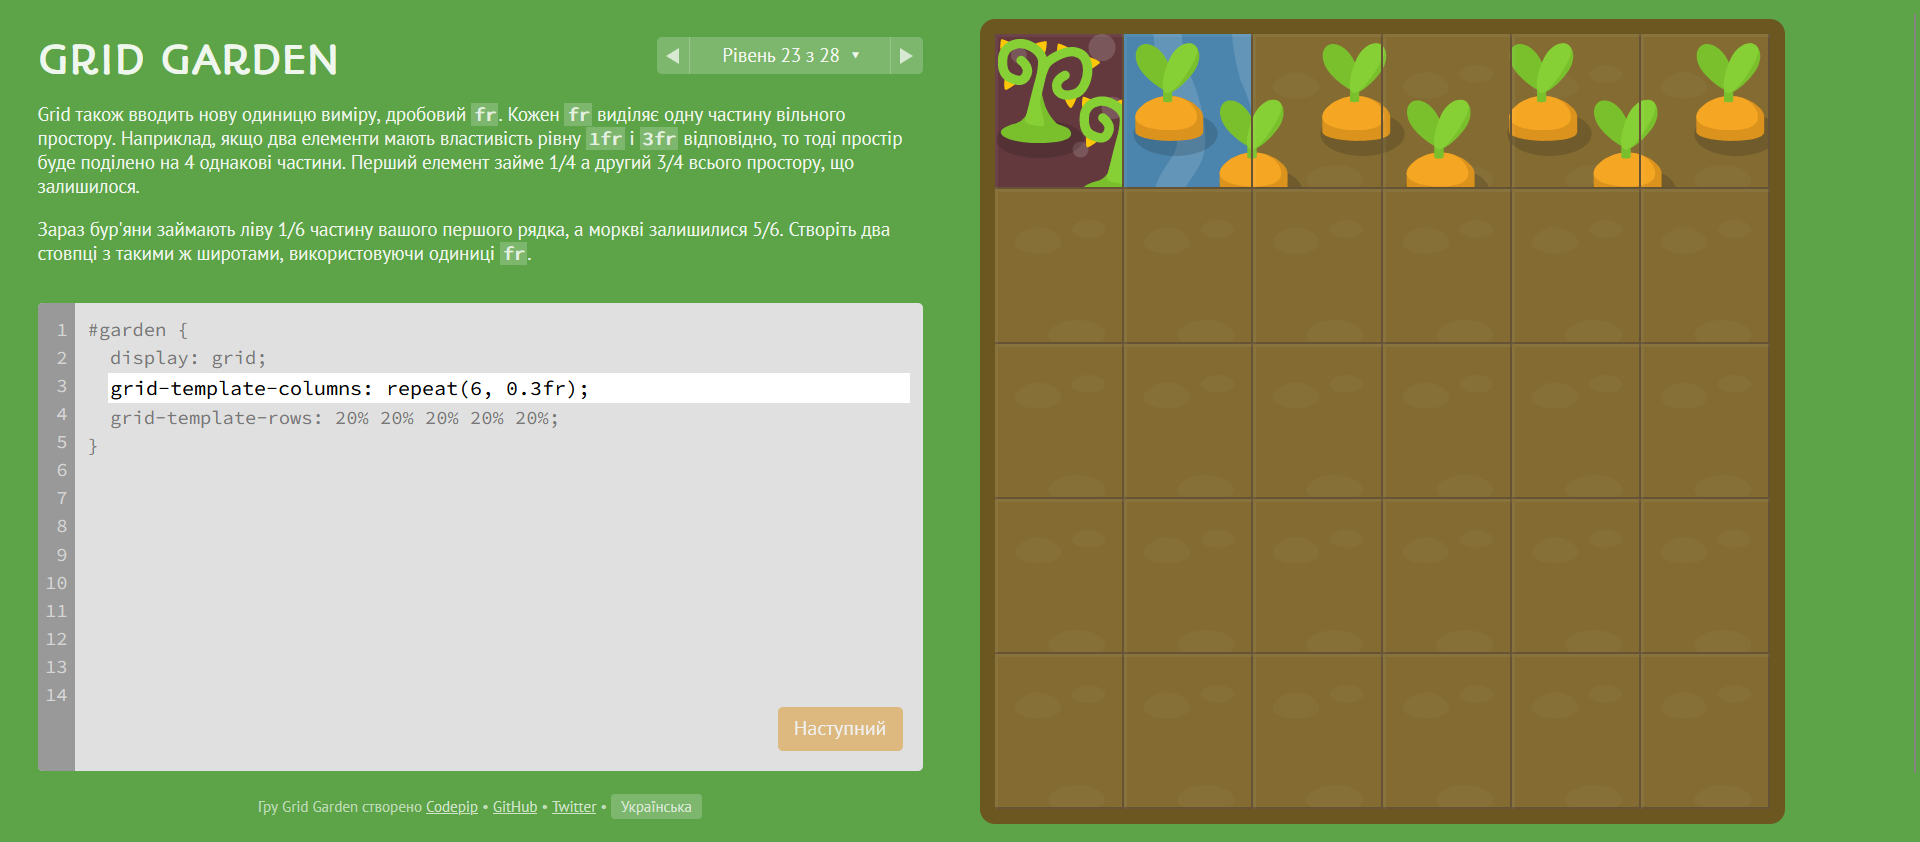 GRID GARDEN
Рівень 23 з 28
Grid також вводить нову одиницю виміру, дробовий fr. Кожен fr виділяє одну частину вільного
простору. Наприклад, якщо два елементи мають властивість рівну 1fr і 3fr відповідно, то тоді простір
буде поділено на 4 однакові частини. Перший елемент займе 1/4 а другий 3/4 всього простору, що
залишилося.
Зараз бур'яни займають ліву 1/6 частину вашого першого рядка, а моркві залишилися 5/6. Створіть два
стовпці з такими ж широтами, використовуючи одиниці fr.
1 #garden {
2 display: grid;
3 grid-template-columns: repeat(6, 0.3fr);
4 grid-template-rows: 20% 20% 20% 20% 20%;
5 }
6
7
8
9
10
11
12
13
14
Наступний
Гру Grid Garden створено Codepip • GitHub • Twitter • Українська